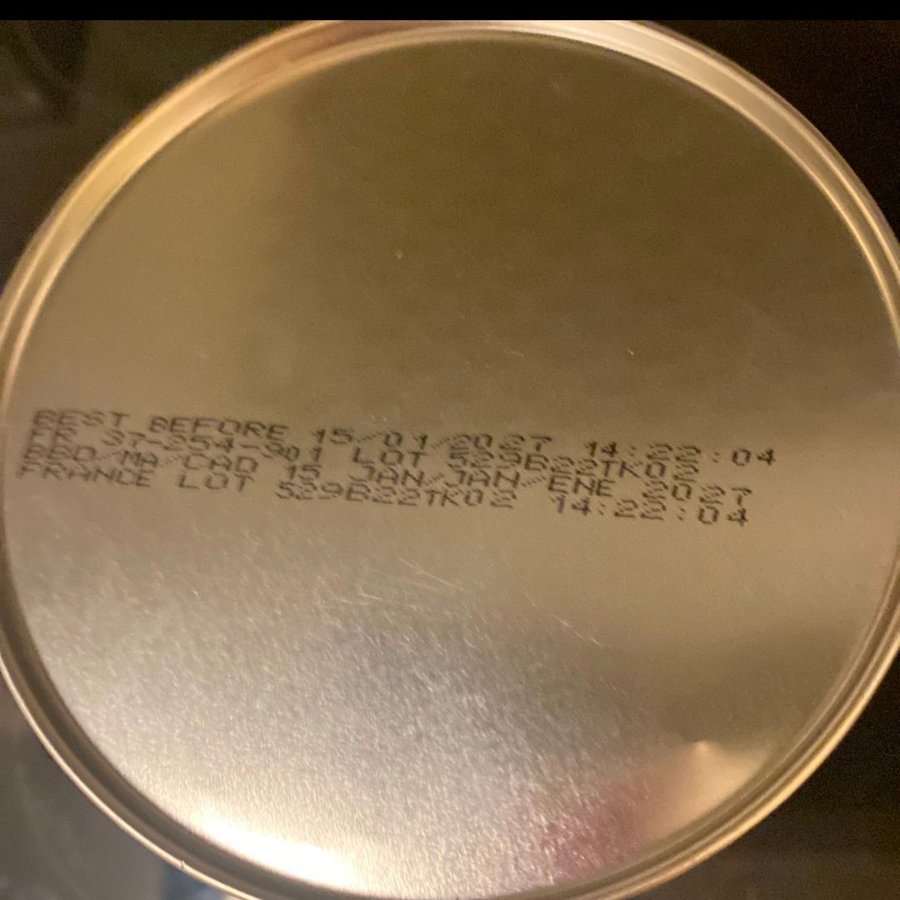 BEST BEFORE 15/01/2027 14:22:04
FR 37-254-901 LOT 529B22TK02
BBD/MA/CAD 15 JAN/JAN/ENE 2027
FRANCE LOT 529B22TK02 14:22:04